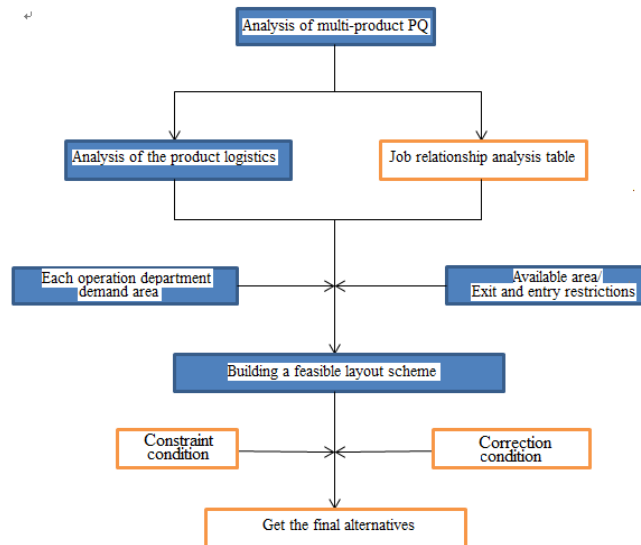 Analysis of multi-product PQ
Analysis of the product logistics
Job relationship analysis table
Each operation department
demand area
Available area/
Exit and entry restrictions
Building a feasible layout scheme
Constraint
condition
Correction
condition
Get the final alternatives